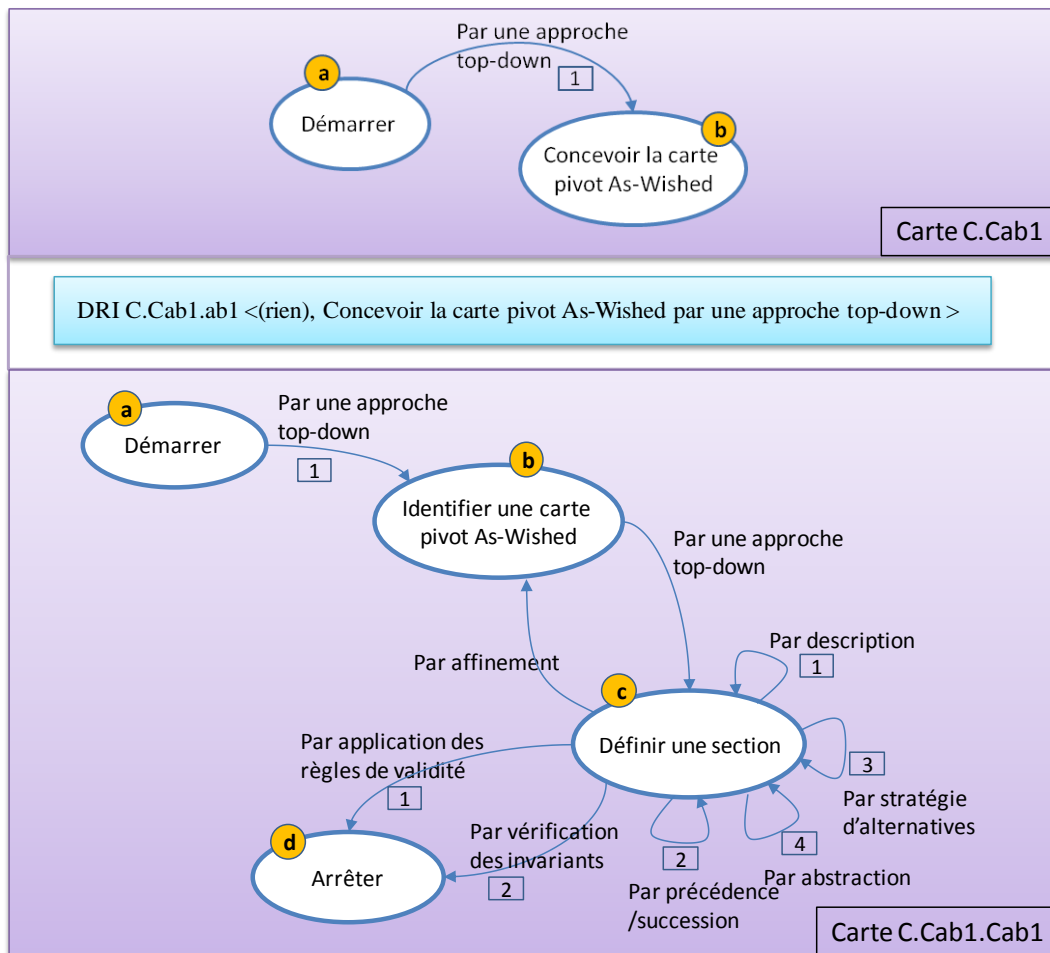 Par une approche
top-down
1
a
Démarrer
b
Concevoir la carte
pivot As-Wished
Carte C.Cab1
DRI C.Cab1.ab1 <(rien), Concevoir la carte pivot As-Wished par une approche top-down >
a
Démarrer
Par une approche
top-down
1
b
Identifier une carte
pivot As-Wished
Par une approche
top-down
Par affinement
Par description
1
c
Définir une section
3
Par stratégie
d’alternatives
Par application des
règles de validité
1
4
Par abstraction
2
Par précédence
/succession
Par vérification
des invariants
2
d
Arrêter
Carte C.Cab1.Cab1